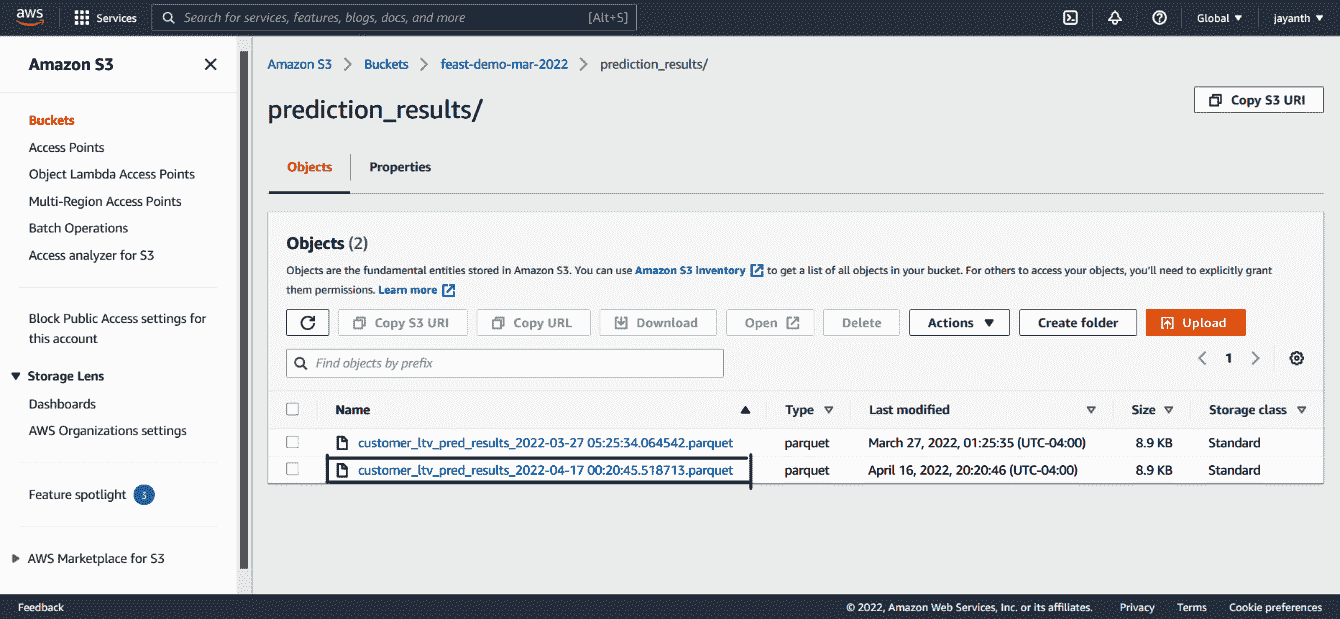 aws
Services
Search for services, features, blogs, docs, and more
[Alt+S]
Global
jayanth
Amazon S3
Buckets
Access Points
Object Lambda Access Points
Multi-Region Access Points
Batch Operations
Access analyzer for S3
Block Public Access settings for
this account
Storage Lens
Dashboards
AWS Organizations settings
Feature spotlight 3
AWS Marketplace for S3
Amazon S3 > Buckets > feast-demo-mar-2022 > prediction_results/
prediction_results/
Copy S3 URI
Objects
Properties
Objects (2)
Objects are the fundamental entities stored in Amazon S3. You can use Amazon S3 inventory to get a list of all objects in your bucket. For others to access your objects, you'll need to explicitly grant
them permissions. Learn more
Copy S3 URI
Copy URL
Download
Open
Delete
Actions
Create folder
Upload
Find objects by prefix
1
Name Type Last modified Size Storage class
customer_ltv_pred_results_2022-03-27 05:25:34.064542.parquet parquet March 27, 2022, 01:25:35 (UTC-04:00) 8.9 KB Standard
customer_ltv_pred_results_2022-04-17 00:20:45.518713.parquet parquet April 16, 2022, 20:20:46 (UTC-04:00) 8.9 KB Standard
Feedback
© 2022, Amazon Web Services, Inc. or its affiliates.
Privacy
Terms
Cookie preferences